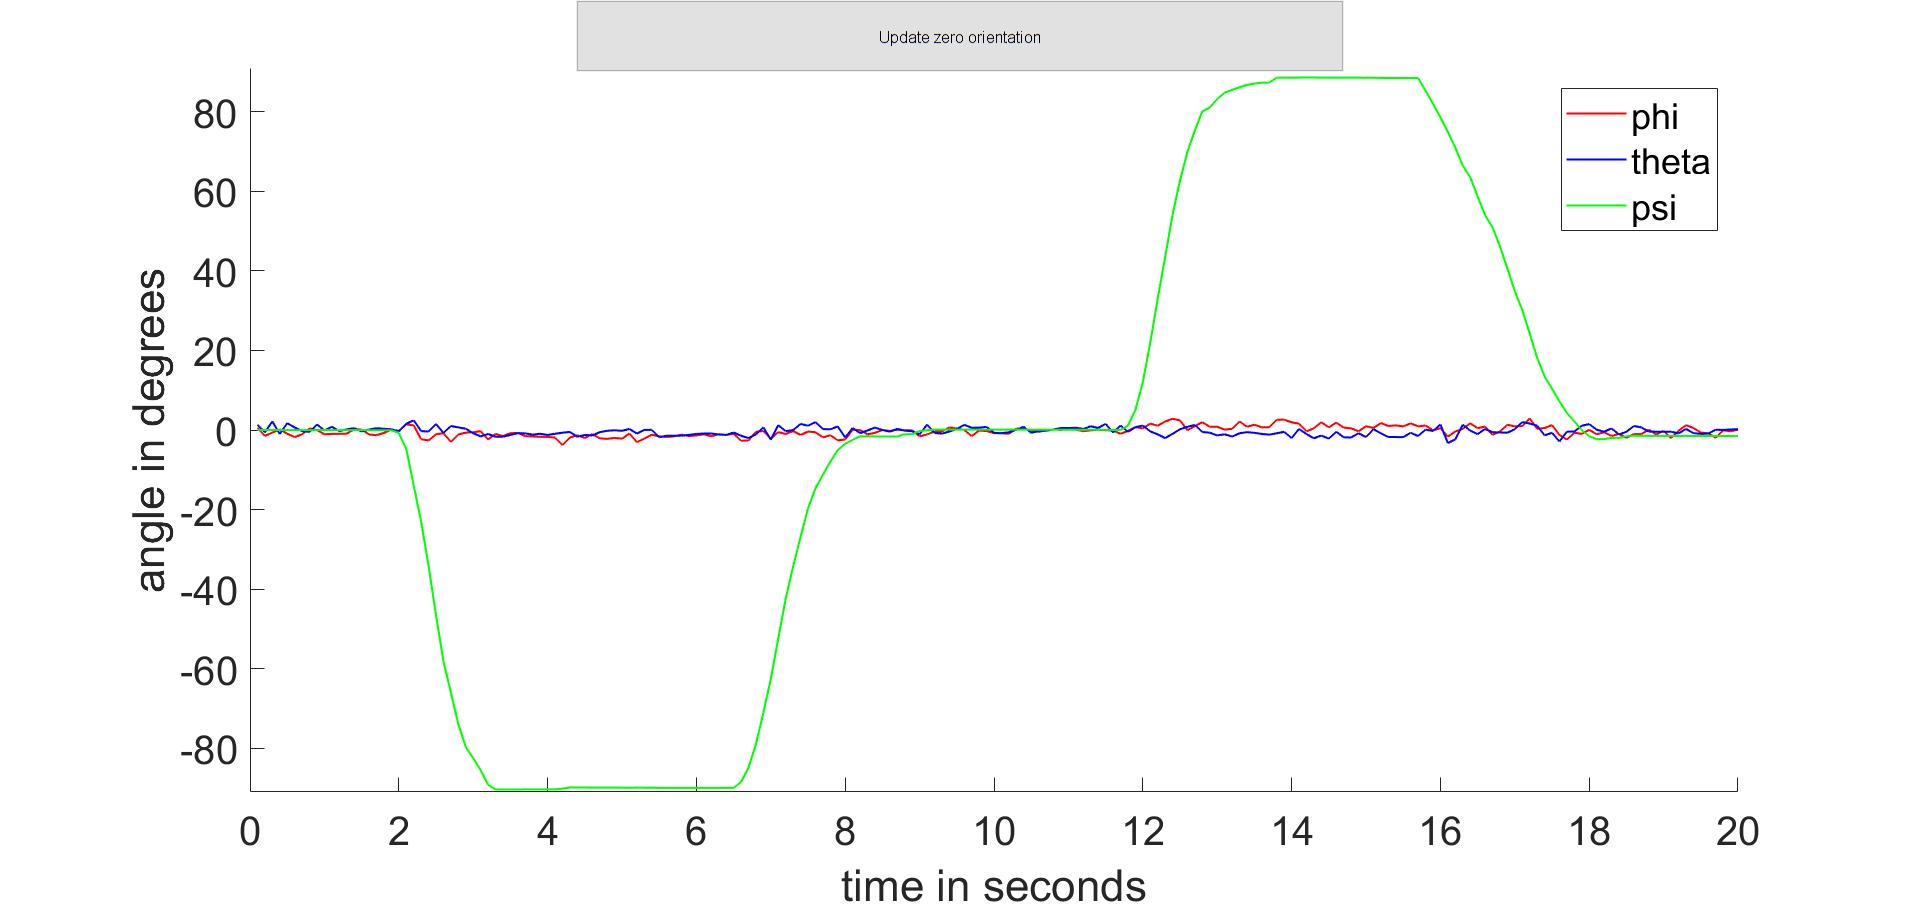 Update zero orientation
80
60
40
20
0
-20
-40
-60
-80
angle in degrees
phi
theta
psi
0 2 4 6 8 10 12 14 16 18 20
time in seconds